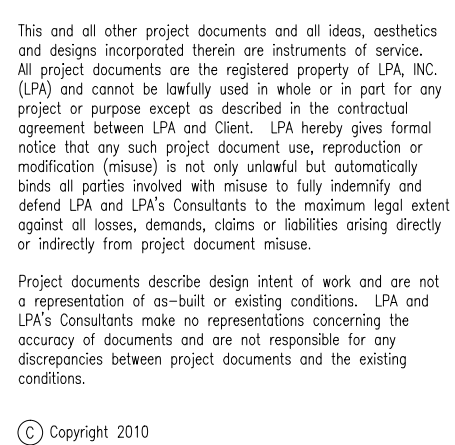 This and all other project documents and all ideas, aesthetics
and designs incorporated therein are instruments of service.
All project documents are the registered property of LPA, INC.
(LPA) and cannot be lawfully used in whole or in part for any
project or purpose except as described in the contractual
agreement between LPA and Client.  LPA hereby gives formal
notice that any such project document use, reproduction or
modification (misuse) is not only unlawful but automatically
binds all parties involved with misuse to fully indemnify and
defend LPA and LPA's Consultants to the maximum legal extent
against all losses, demands, claims or liabilities arising directly
or indirectly from project document misuse.

Project documents describe design intent of work and are not
a representation of as-built or existing conditions.  LPA and
LPA's Consultants make no representations concerning the
accuracy of documents and are not responsible for any
discrepancies between project documents and the existing
conditions.

© Copyright 2010